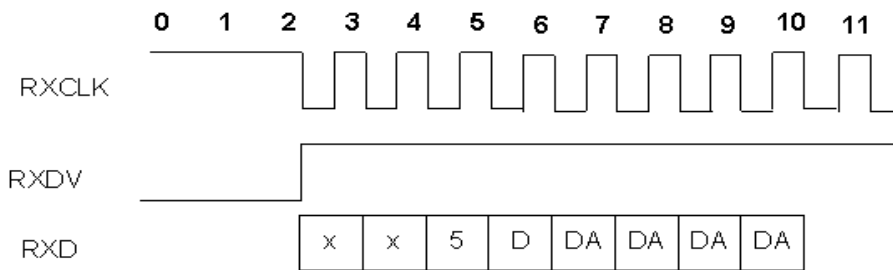 0 1 2 3 4 5 6 7 8 9 10 11
RXCLK
RXDV
RXD x x 5 D DA DA DA DA